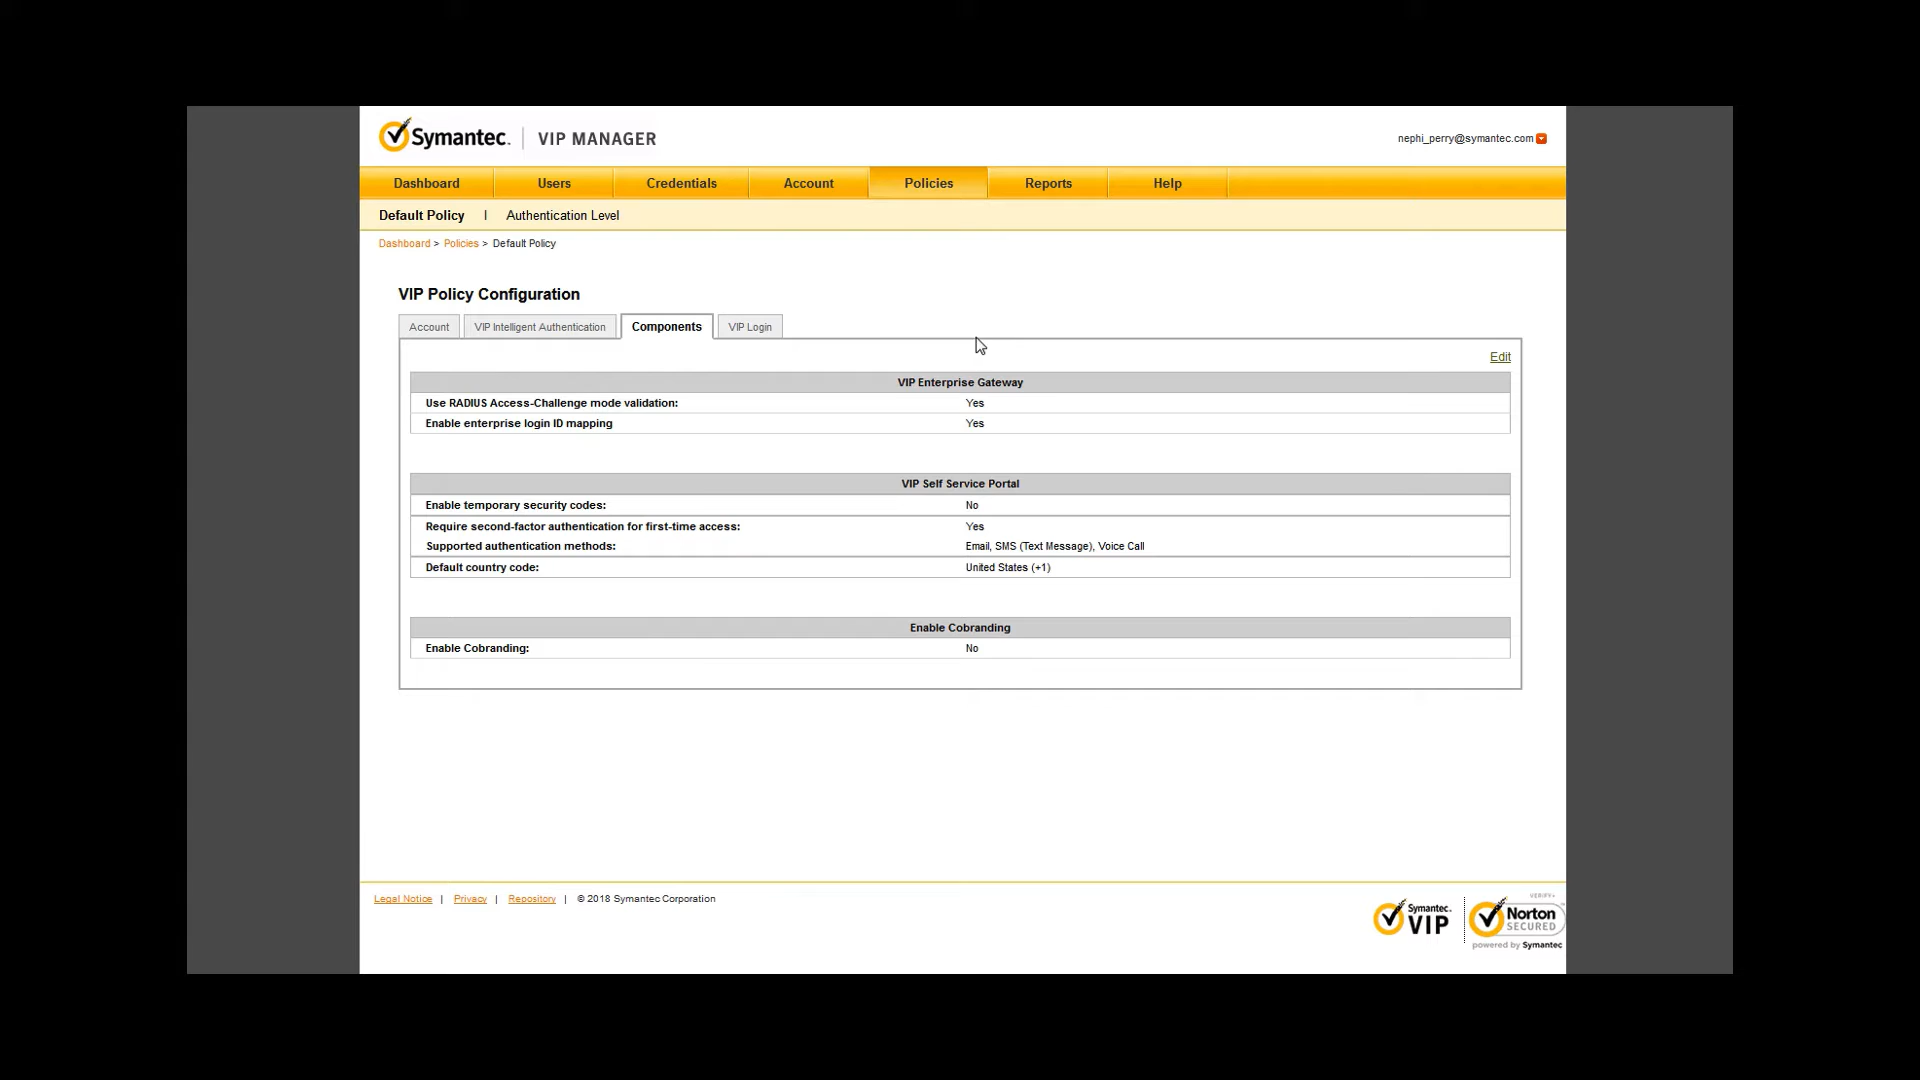 Symantec. | VIP MANAGER
nephi_perry@symantec.com
Dashboard Users Credentials Account Policies Reports Help
Default Policy | Authentication Level
Dashboard > Policies > Default Policy
VIP Policy Configuration
Account VIP Intelligent Authentication Components VIP Login
Edit
VIP Enterprise Gateway
Use RADIUS Access-Challenge mode validation: Yes
Enable enterprise login ID mapping Yes
VIP Self Service Portal
Enable temporary security codes: No
Require second-factor authentication for first-time access: Yes
Supported authentication methods: Email, SMS (Text Message), Voice Call
Default country code: United States (+1)
Enable Cobranding
Enable Cobranding: No
Legal Notice | Privacy | Repository | © 2018 Symantec Corporation
Symantec.
VIP
VERIFY+
Norton
SECURED
powered by Symantec